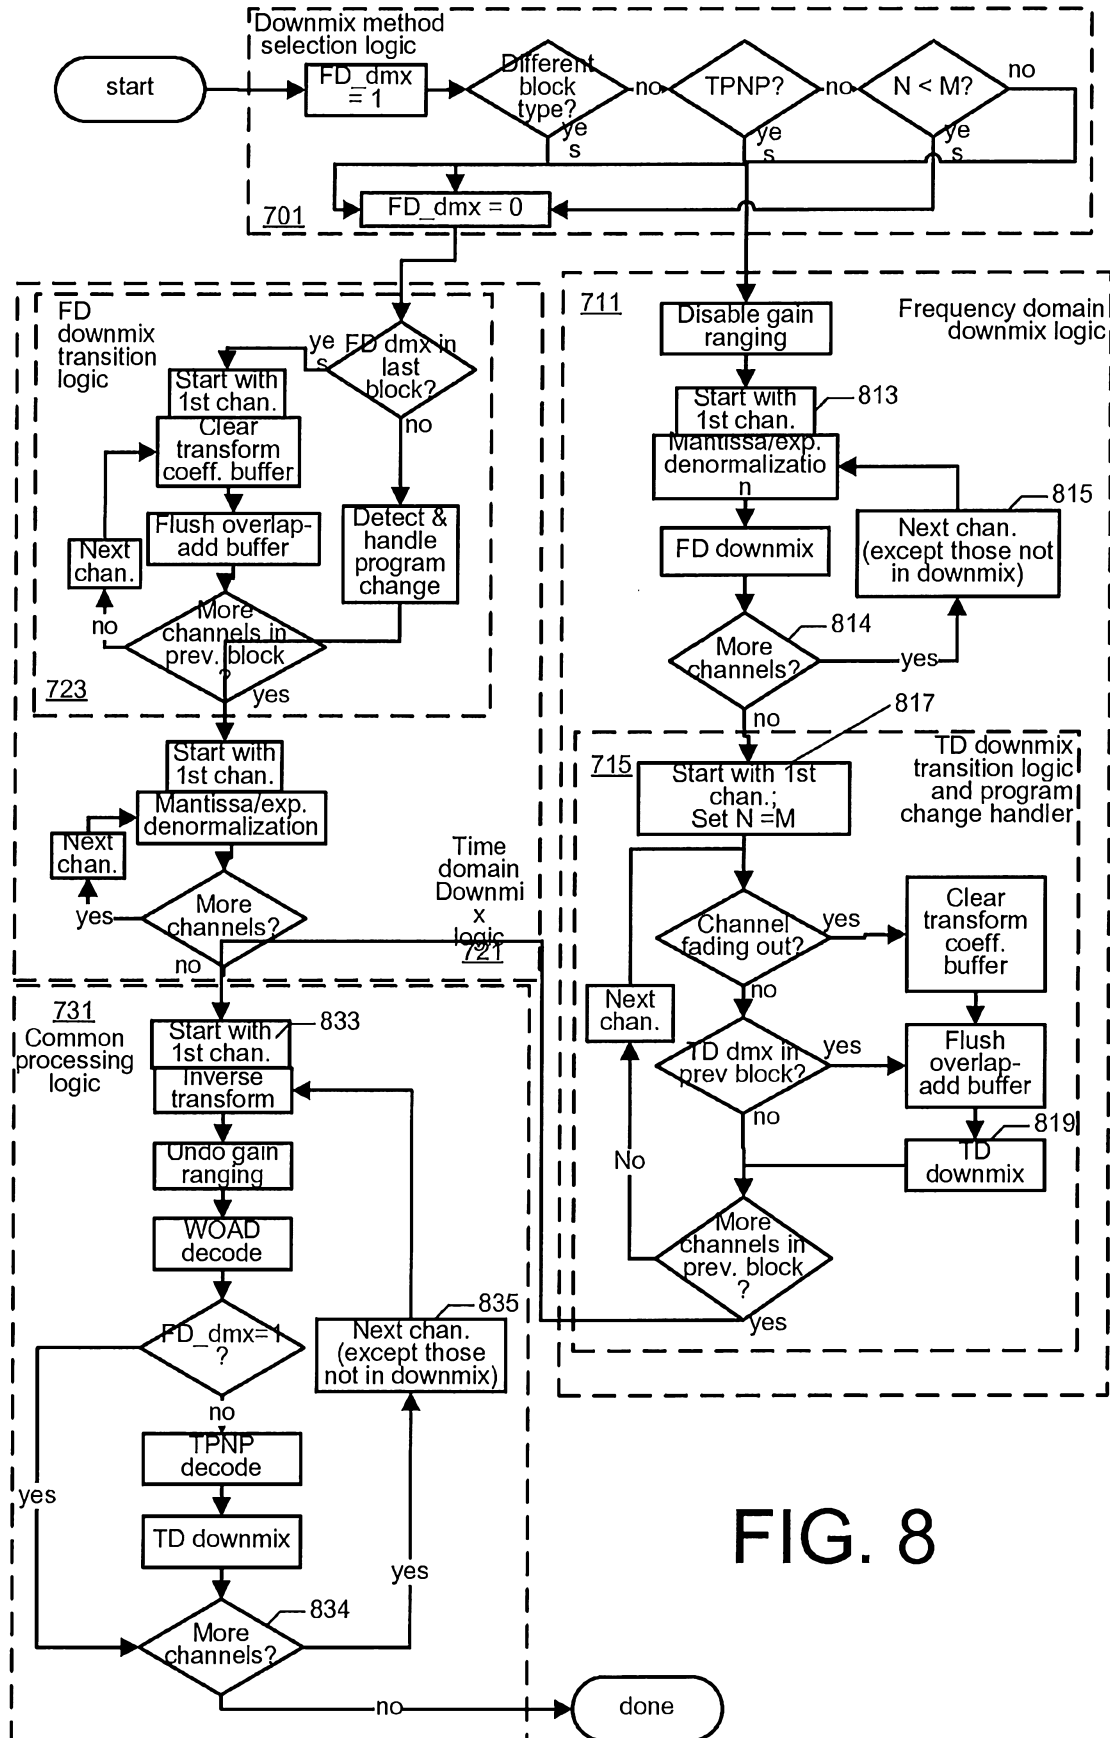 Downmix method
selection logic
start
FD_dmx
= 1
Different
block
type?
no
TPNP?
no
N < M?
no
ye
s
ye
s
ye
s
FD_dmx = 0
701
FD
downmix
transition
logic
ye
s
FD dmx in
last
block?
no
Start with
1st chan.
Clear
transform
coeff. buffer
Flush overlap-
add buffer
Next
chan.
Detect &
handle
program
change
no
More
channels in
prev. block
?
yes
723
Start with
1st chan.
Mantissa/exp.
denormalization
Next
chan.
yes
More
channels?
no
Time
domain
Downmi
x
logic
721
711
Frequency domain
downmix logic
Disable gain
ranging
Start with
1st chan.
813
Mantissa/exp.
denormalizatio
n
815
Next chan.
(except those not
in downmix)
FD downmix
814
More
channels?
yes
no
817
715
TD downmix
transition logic
and program
change handler
Start with 1st
chan.;
Set N =M
Channel
fading out?
yes
Clear
transform
coeff.
buffer
no
Next
chan.
TD dmx in
prev block?
yes
Flush
overlap-
add buffer
no
819
TD
downmix
No
More
channels in
prev. block
?
yes
731
Common
processing
logic
Start with
1st chan.
833
Inverse
transform
Undo gain
ranging
WOAD
decode
FD_dmx=1
?
835
Next chan.
(except those
not in downmix)
no
TPNP
decode
yes
TD downmix
yes
834
More
channels?
no
done
FIG. 8